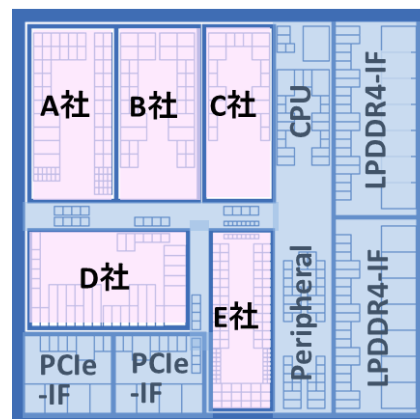 A社
B社
C社
CPU
LPDDR4-IF
D社
E社
Peripheral
LPDDR4-IF
PCIe
-IF
PCIe
-IF